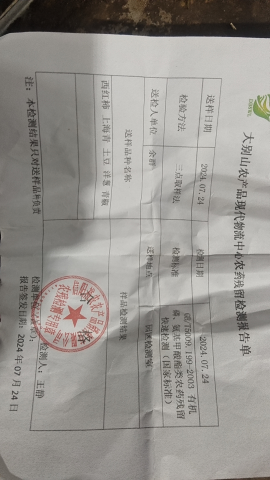 大别山农产品现代物流中心农药残留检测报告单
送样日期 2024.07.24 检测日期 2024.07.24
检验方法 三点取样法 检测标准 GB/T5009.199-2003 有机磷、氨基甲酸酯类农药残留快速检测（国家标准）
送检人单位 送样地点
送样品种名称 样品检测结果
西红柿 上海青 土豆 洋葱 青椒 合格
注：本检测结果只对送样品种负责
检测人：王静
报告签发日期：2024年07月24日